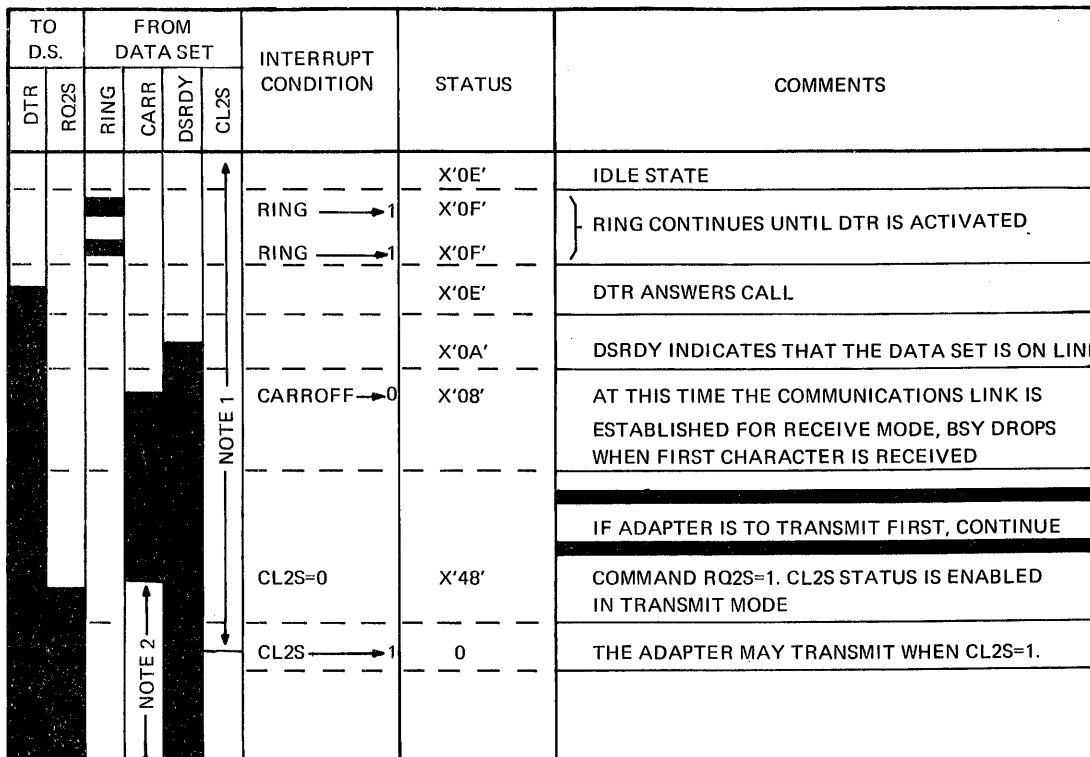 TO D.S.
FROM DATA SET
INTERRUPT CONDITION
STATUS
COMMENTS
DTR
RQ2S
RING
CARR
DSRDY
CL2S
X'0E'
IDLE STATE
RING 1
X'0F'
RING CONTINUES UNTIL DTR IS ACTIVATED
RING 1
X'0F'
X'0E'
DTR ANSWERS CALL
X'0A'
DSRDY INDICATES THAT THE DATA SET IS ON LINE
CARROFF 0
X'08'
AT THIS TIME THE COMMUNICATIONS LINK IS
ESTABLISHED FOR RECEIVE MODE, BSY DROPS
WHEN FIRST CHARACTER IS RECEIVED
NOTE 1
IF ADAPTER IS TO TRANSMIT FIRST, CONTINUE
CL2S=0
X'48'
COMMAND RQ2S=1. CL2S STATUS IS ENABLED
IN TRANSMIT MODE
NOTE 2
CL2S 1
0
THE ADAPTER MAY TRANSMIT WHEN CL2S=1.